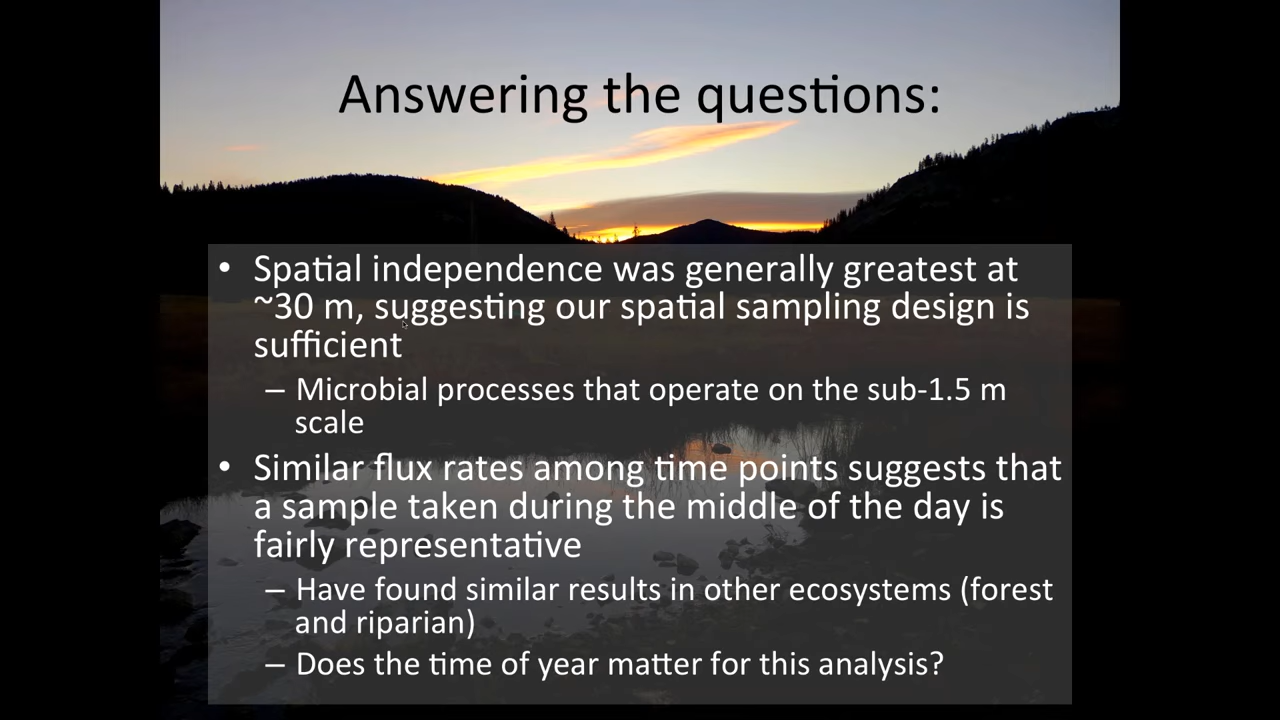 Answering the questions:
• Spatial independence was generally greatest at
~30 m, suggesting our spatial sampling design is
sufficient
– Microbial processes that operate on the sub-1.5 m
scale
• Similar flux rates among time points suggests that
a sample taken during the middle of the day is
fairly representative
– Have found similar results in other ecosystems (forest
and riparian)
– Does the time of year matter for this analysis?